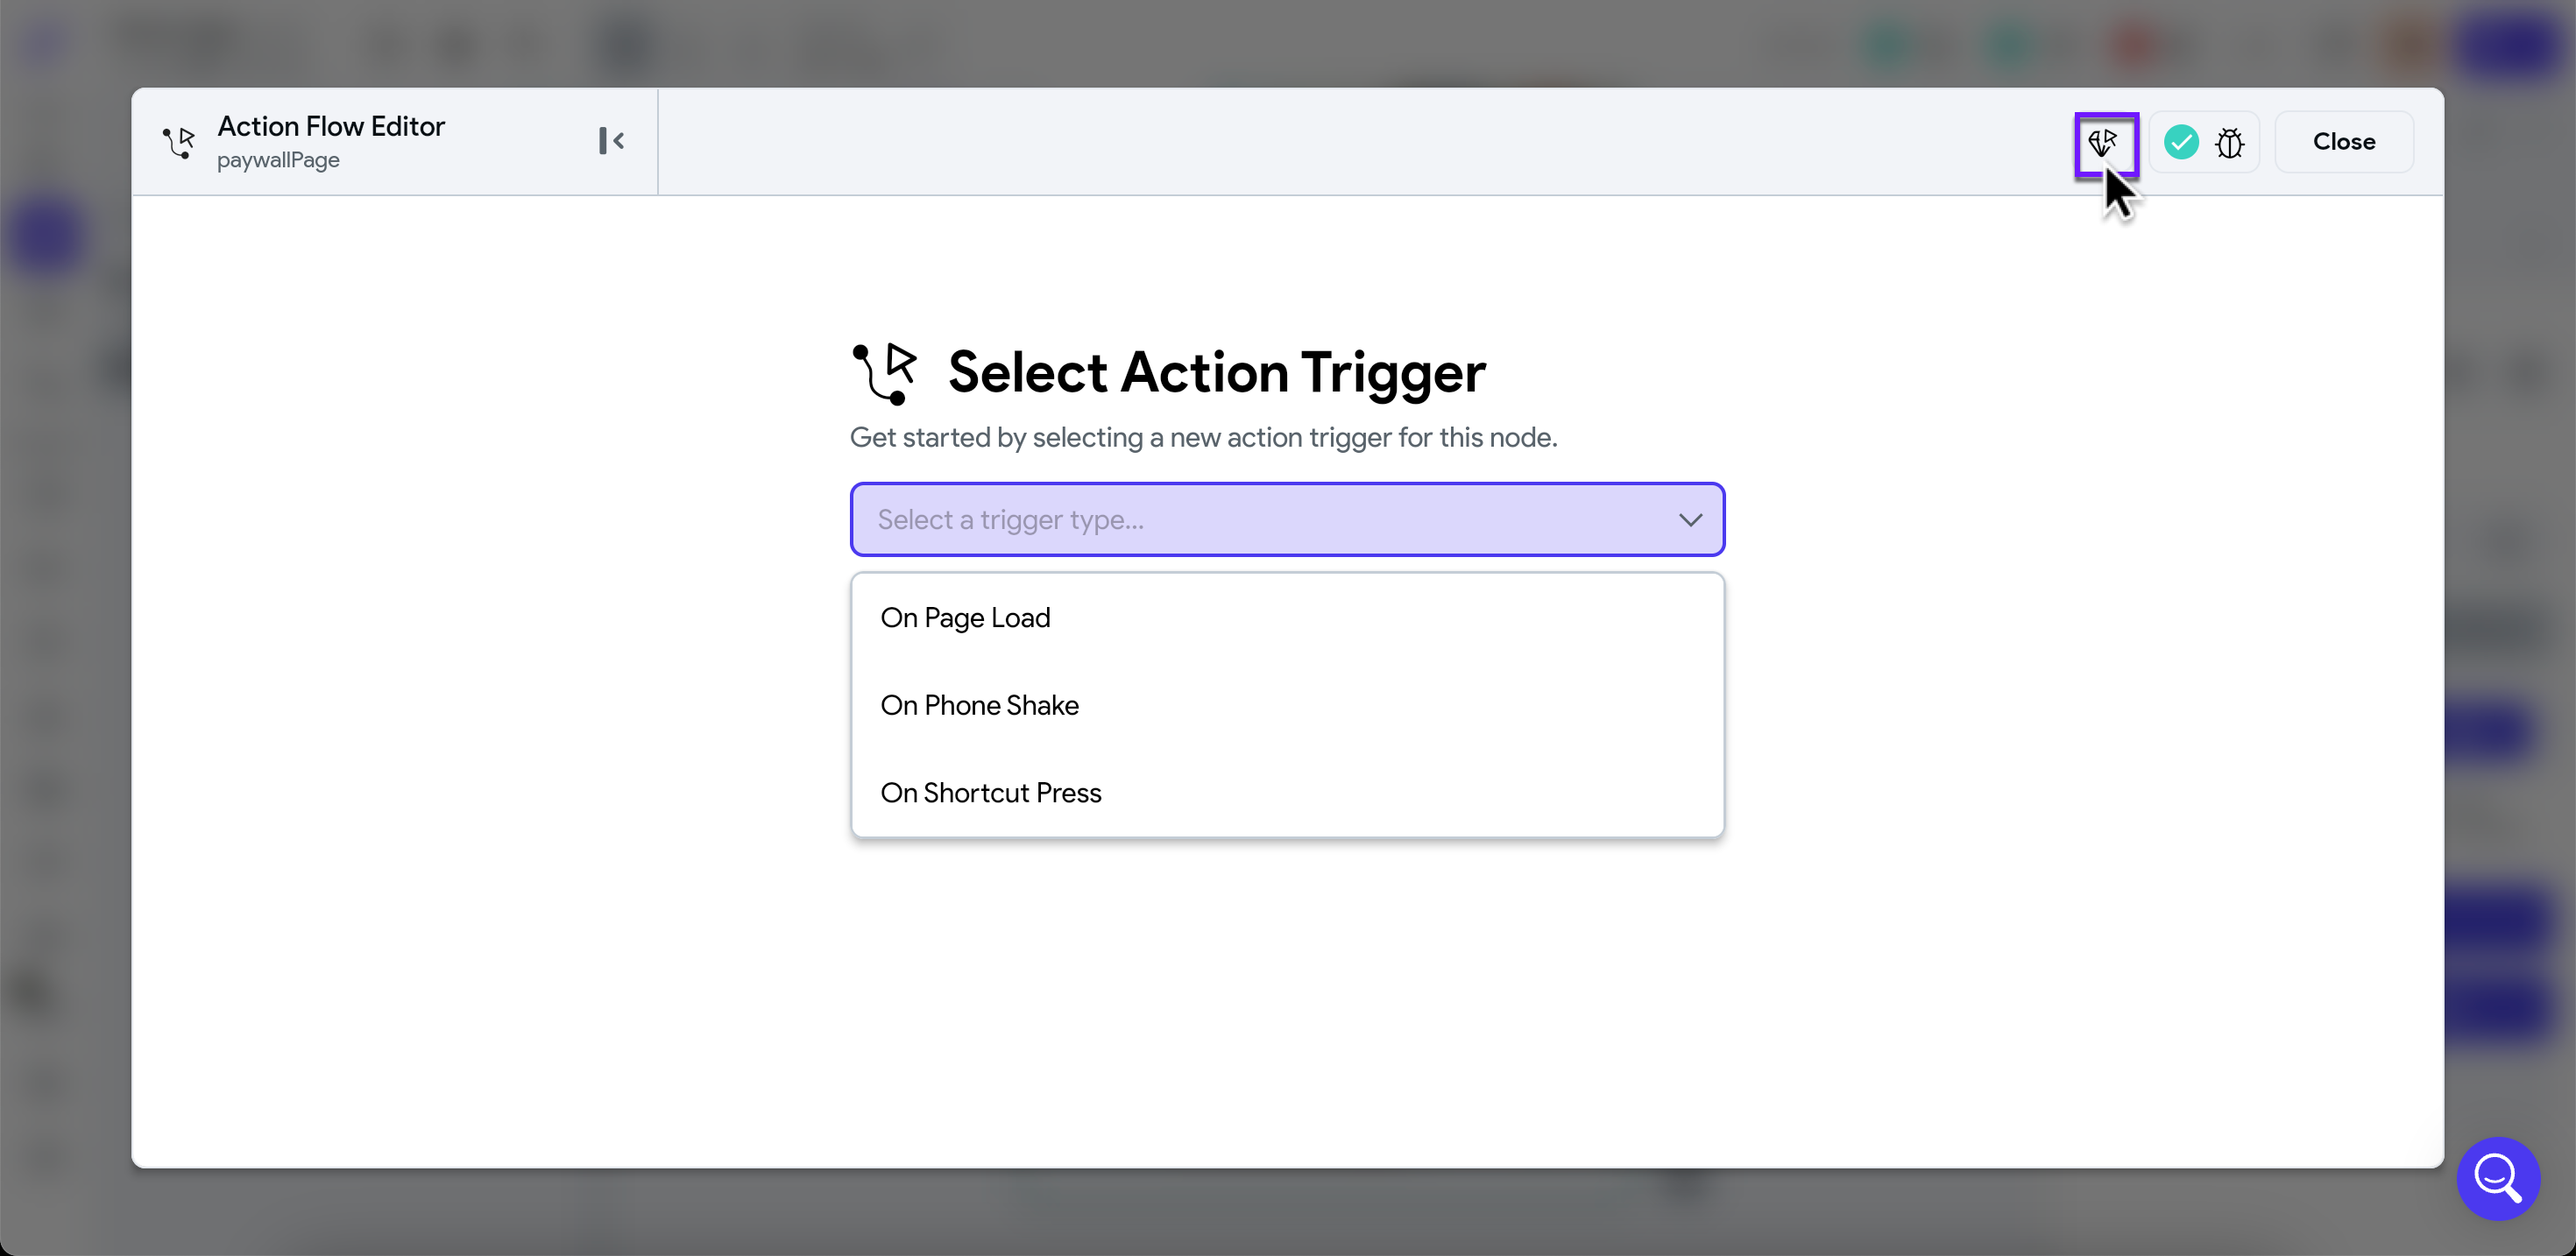 Action Flow Editor
paywallPage
Close
Select Action Trigger
Get started by selecting a new action trigger for this node.
Select a trigger type...
On Page Load
On Phone Shake
On Shortcut Press